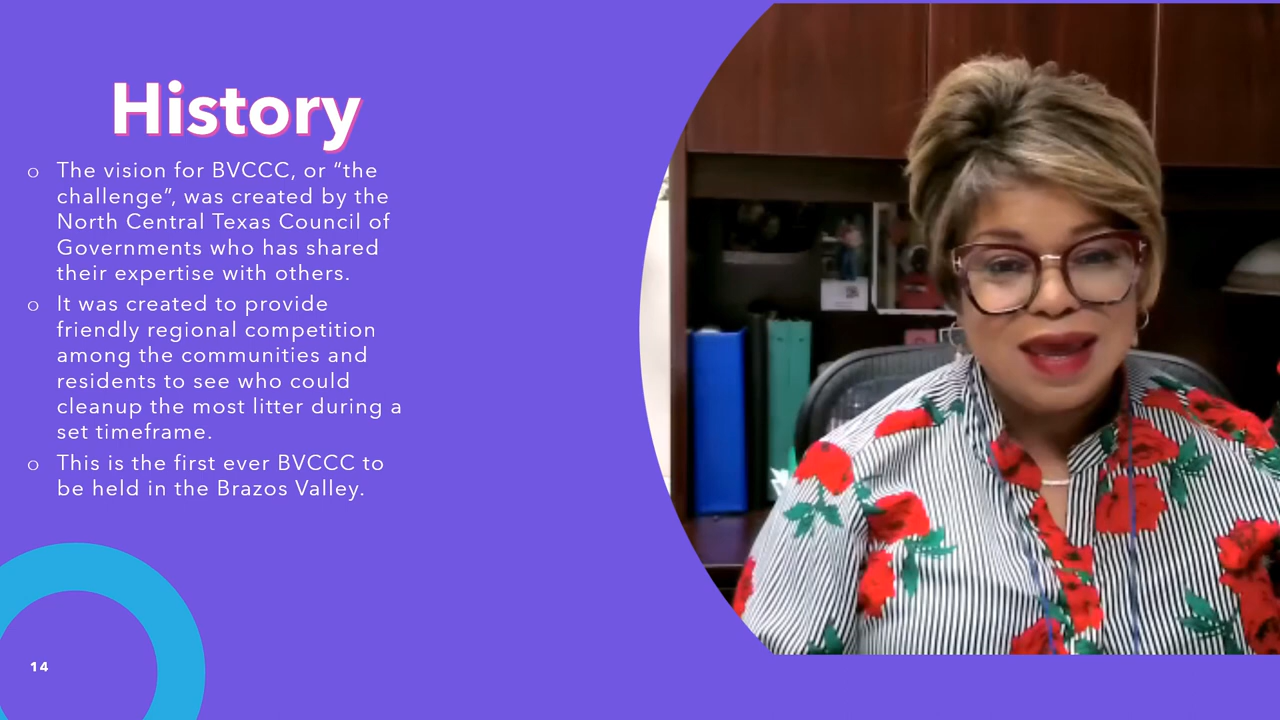 History
o The vision for BVCCC, or “the
challenge”, was created by the
North Central Texas Council of
Governments who has shared
their expertise with others.
o It was created to provide
friendly regional competition
among the communities and
residents to see who could
cleanup the most litter during a
set timeframe.
o This is the first ever BVCCC to
be held in the Brazos Valley.
14